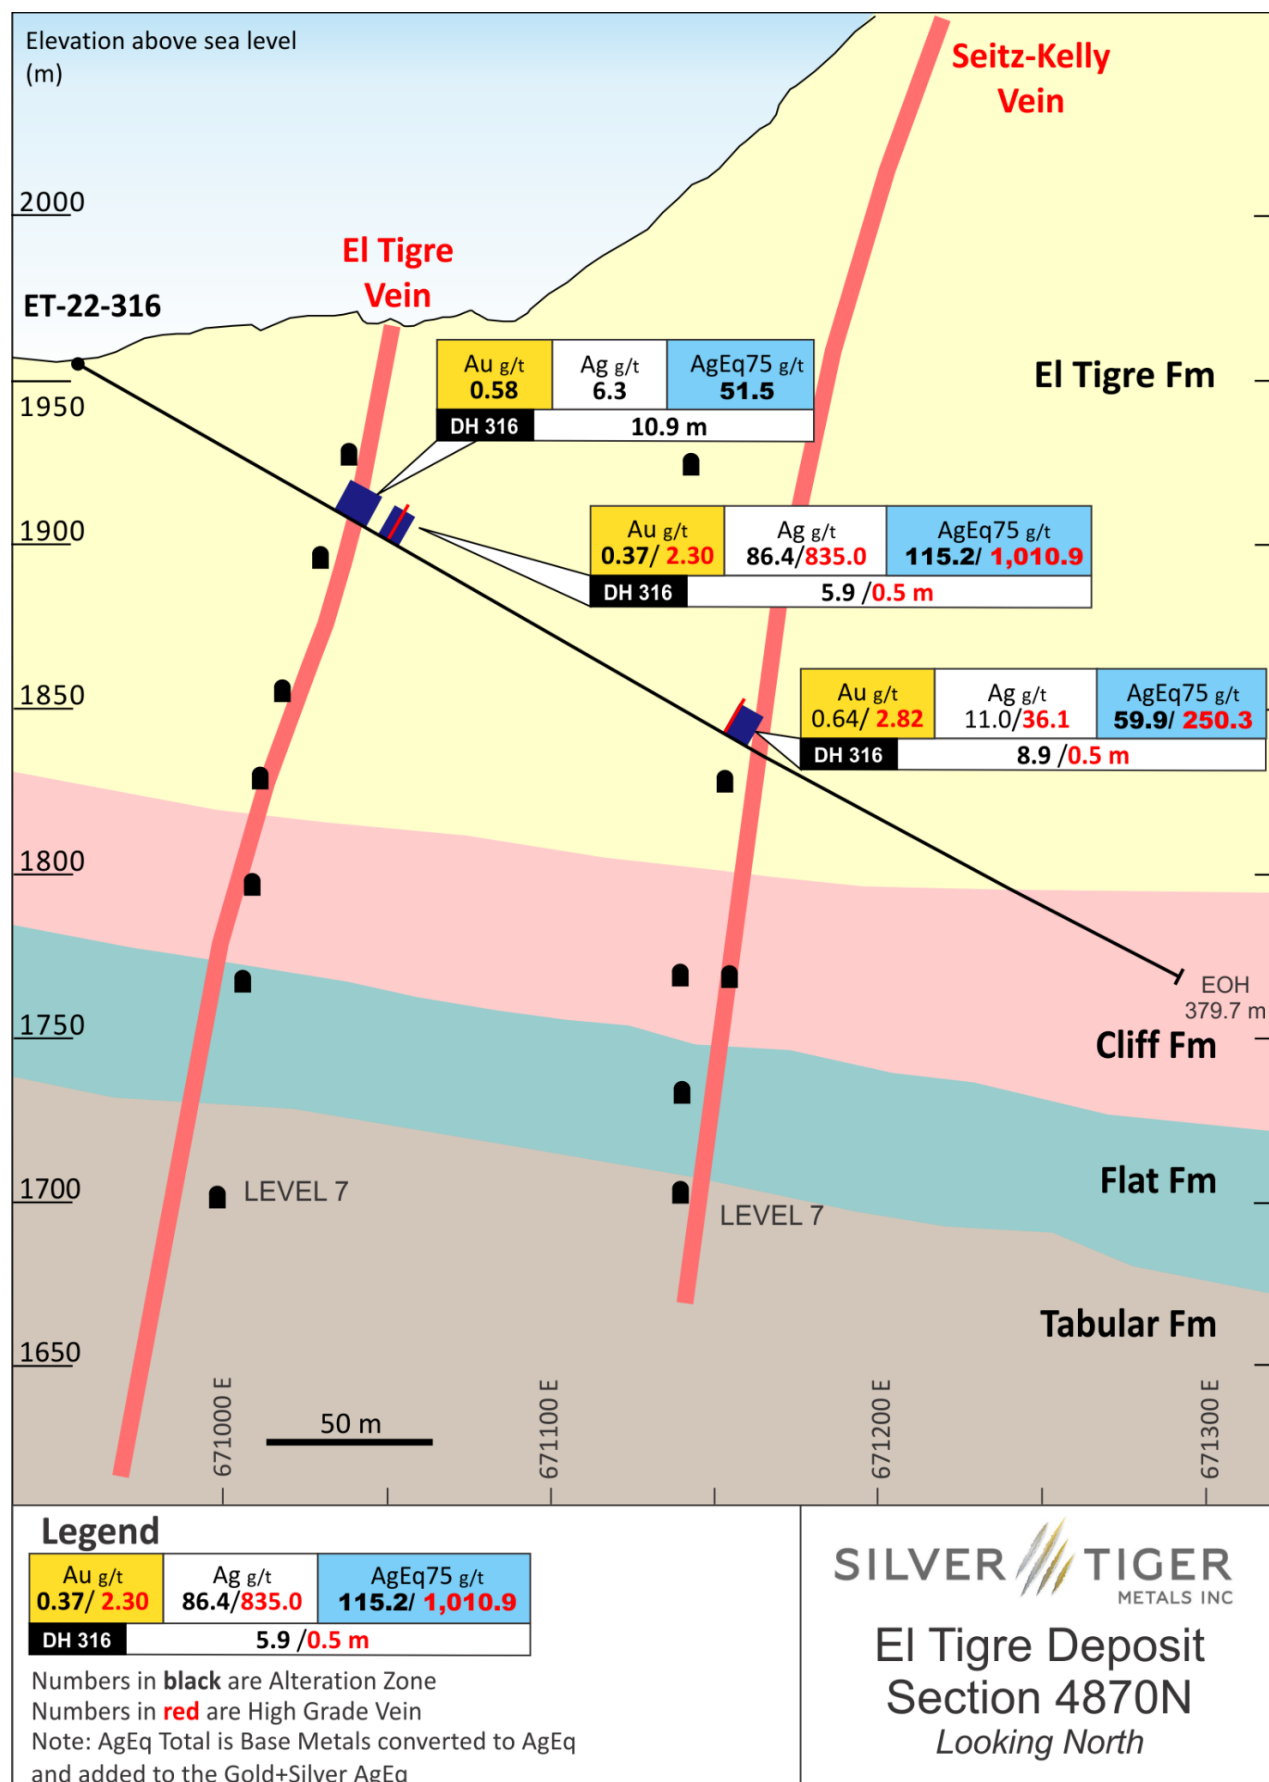 Elevation above sea level
(m)
Seitz-Kelly
Vein
2000
El Tigre
Vein
ET-22-316
Au g/t
0.58
Ag g/t
6.3
AgEq75 g/t
51.5
DH 316
10.9 m
El Tigre Fm
1950
1900
Au g/t
0.37/ 2.30
Ag g/t
86.4/835.0
AgEq75 g/t
115.2/ 1,010.9
DH 316
5.9 /0.5 m
1850
Au g/t
0.64/ 2.82
Ag g/t
11.0/36.1
AgEq75 g/t
59.9/ 250.3
DH 316
8.9 /0.5 m
1800
EOH
379.7 m
1750
Cliff Fm
1700
LEVEL 7
LEVEL 7
Flat Fm
Tabular Fm
1650
50 m
671000 E
671100 E
671200 E
671300 E
Legend
Au g/t
0.37/ 2.30
Ag g/t
86.4/835.0
AgEq75 g/t
115.2/ 1,010.9
DH 316
5.9 /0.5 m
Numbers in black are Alteration Zone
Numbers in red are High Grade Vein
Note: AgEq Total is Base Metals converted to AgEq
and added to the Gold+Silver AgEq
SILVER TIGER
METALS INC
El Tigre Deposit
Section 4870N
Looking North